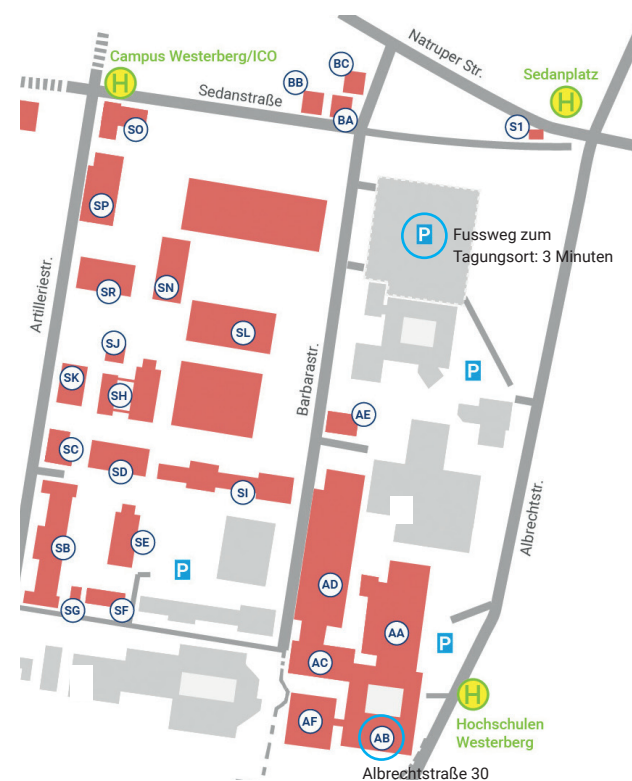 Campus Westerberg/ICO
H
Sedanstraße
BB
BC
BA
Natruper Str.
Sedanplatz
H
S1
SO
SP
P
Fussweg zum
Tagungsort: 3 Minuten
SR
SN
Artilleriestr.
SL
SJ
Barbarastr.
SK
SH
P
AE
SC
SD
SI
Albrechtstr.
SB
SE
P
AD
SG
SF
AA
P
AC
H
Hochschulen
Westerberg
AF
AB
Albrechtstraße 30